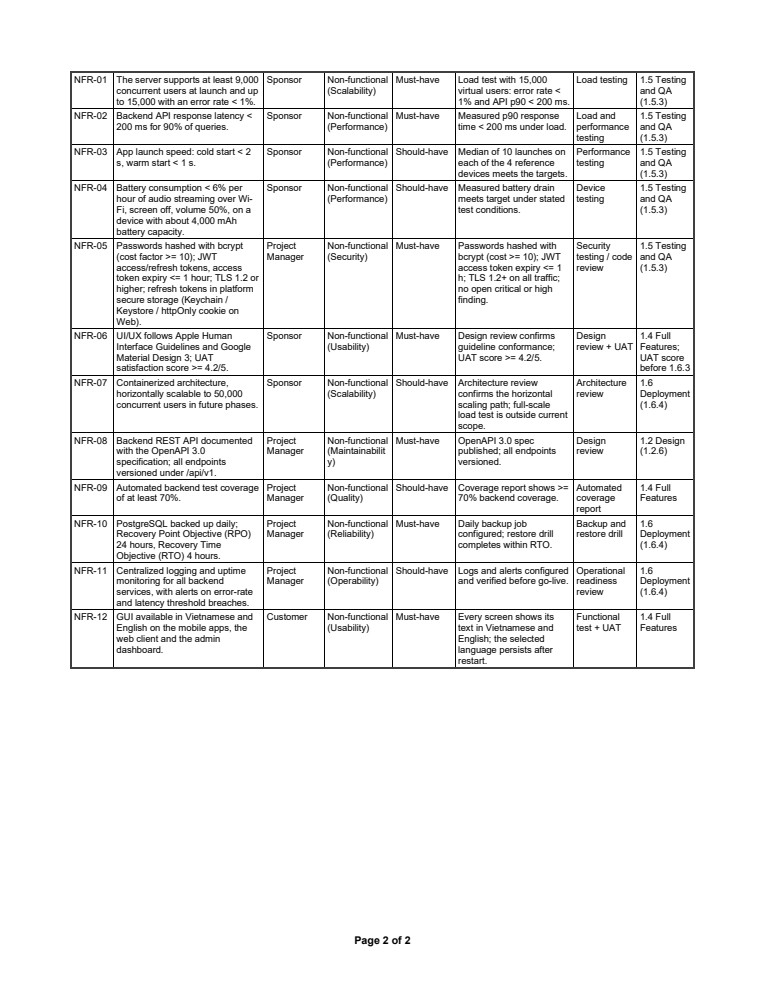 NFR-01 The server supports at least 9,000 Sponsor Non-functional Must-have Load test with 15,000 Load testing 1.5 Testing
concurrent users at launch and up (Scalability) virtual users: error rate < and QA
to 15,000 with an error rate < 1%. 1% and API p90 < 200 ms. (1.5.3)
NFR-02 Backend API response latency < Sponsor Non-functional Must-have Measured p90 response Load and 1.5 Testing
200 ms for 90% of queries. (Performance) time < 200 ms under load. performance and QA
testing (1.5.3)
NFR-03 App launch speed: cold start < 2 Sponsor Non-functional Should-have Median of 10 launches on Performance 1.5 Testing
s, warm start < 1 s. (Performance) each of the 4 reference testing and QA
devices meets the targets. (1.5.3)
NFR-04 Battery consumption < 6% per Sponsor Non-functional Should-have Measured battery drain Device 1.5 Testing
hour of audio streaming over Wi- (Performance) meets target under stated testing and QA
Fi, screen off, volume 50%, on a test conditions. (1.5.3)
device with about 4,000 mAh
battery capacity.
NFR-05 Passwords hashed with bcrypt Project Non-functional Must-have Passwords hashed with Security 1.5 Testing
(cost factor >= 10); JWT Manager (Security) bcrypt (cost >= 10); JWT testing / code and QA
access/refresh tokens, access access token expiry <= 1 review (1.5.3)
token expiry <= 1 hour; TLS 1.2 or h; TLS 1.2+ on all traffic;
higher; refresh tokens in platform no open critical or high
secure storage (Keychain / finding.
Keystore / httpOnly cookie on
Web).
NFR-06 UI/UX follows Apple Human Sponsor Non-functional Must-have Design review confirms Design 1.4 Full
Interface Guidelines and Google (Usability) guideline conformance; review + UAT Features;
Material Design 3; UAT UAT score >= 4.2/5. UAT score
satisfaction score >= 4.2/5. before 1.6.3
NFR-07 Containerized architecture, Sponsor Non-functional Should-have Architecture review Architecture 1.6
horizontally scalable to 50,000 (Scalability) confirms the horizontal review Deployment
concurrent users in future phases. scaling path; full-scale (1.6.4)
load test is outside current
scope.
NFR-08 Backend REST API documented Project Non-functional Must-have OpenAPI 3.0 spec Design 1.2 Design
with the OpenAPI 3.0 Manager (Maintainabilit published; all endpoints review (1.2.6)
specification; all endpoints y) versioned.
versioned under /api/v1.
NFR-09 Automated backend test coverage Project Non-functional Should-have Coverage report shows >= Automated 1.4 Full
of at least 70%. Manager (Quality) 70% backend coverage. coverage Features
report
NFR-10 PostgreSQL backed up daily; Project Non-functional Must-have Daily backup job Backup and 1.6
Recovery Point Objective (RPO) Manager (Reliability) configured; restore drill restore drill Deployment
24 hours, Recovery Time completes within RTO. (1.6.4)
Objective (RTO) 4 hours.
NFR-11 Centralized logging and uptime Project Non-functional Should-have Logs and alerts configured Operational 1.6
monitoring for all backend Manager (Operability) and verified before go-live. readiness Deployment
services, with alerts on error-rate review (1.6.4)
and latency threshold breaches.
NFR-12 GUI available in Vietnamese and Customer Non-functional Must-have Every screen shows its Functional 1.4 Full
English on the mobile apps, the (Usability) text in Vietnamese and test + UAT Features
web client and the admin English; the selected
dashboard. language persists after
restart.
Page 2 of 2